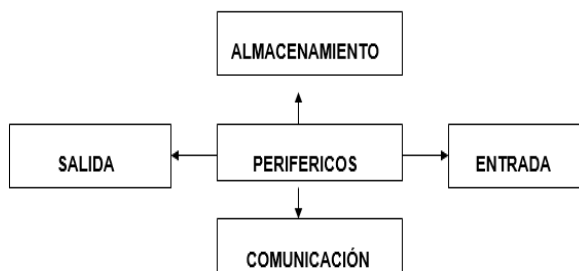 ALMACENAMIENTO
SALIDA
PERIFERICOS
ENTRADA
COMUNICACIÓN